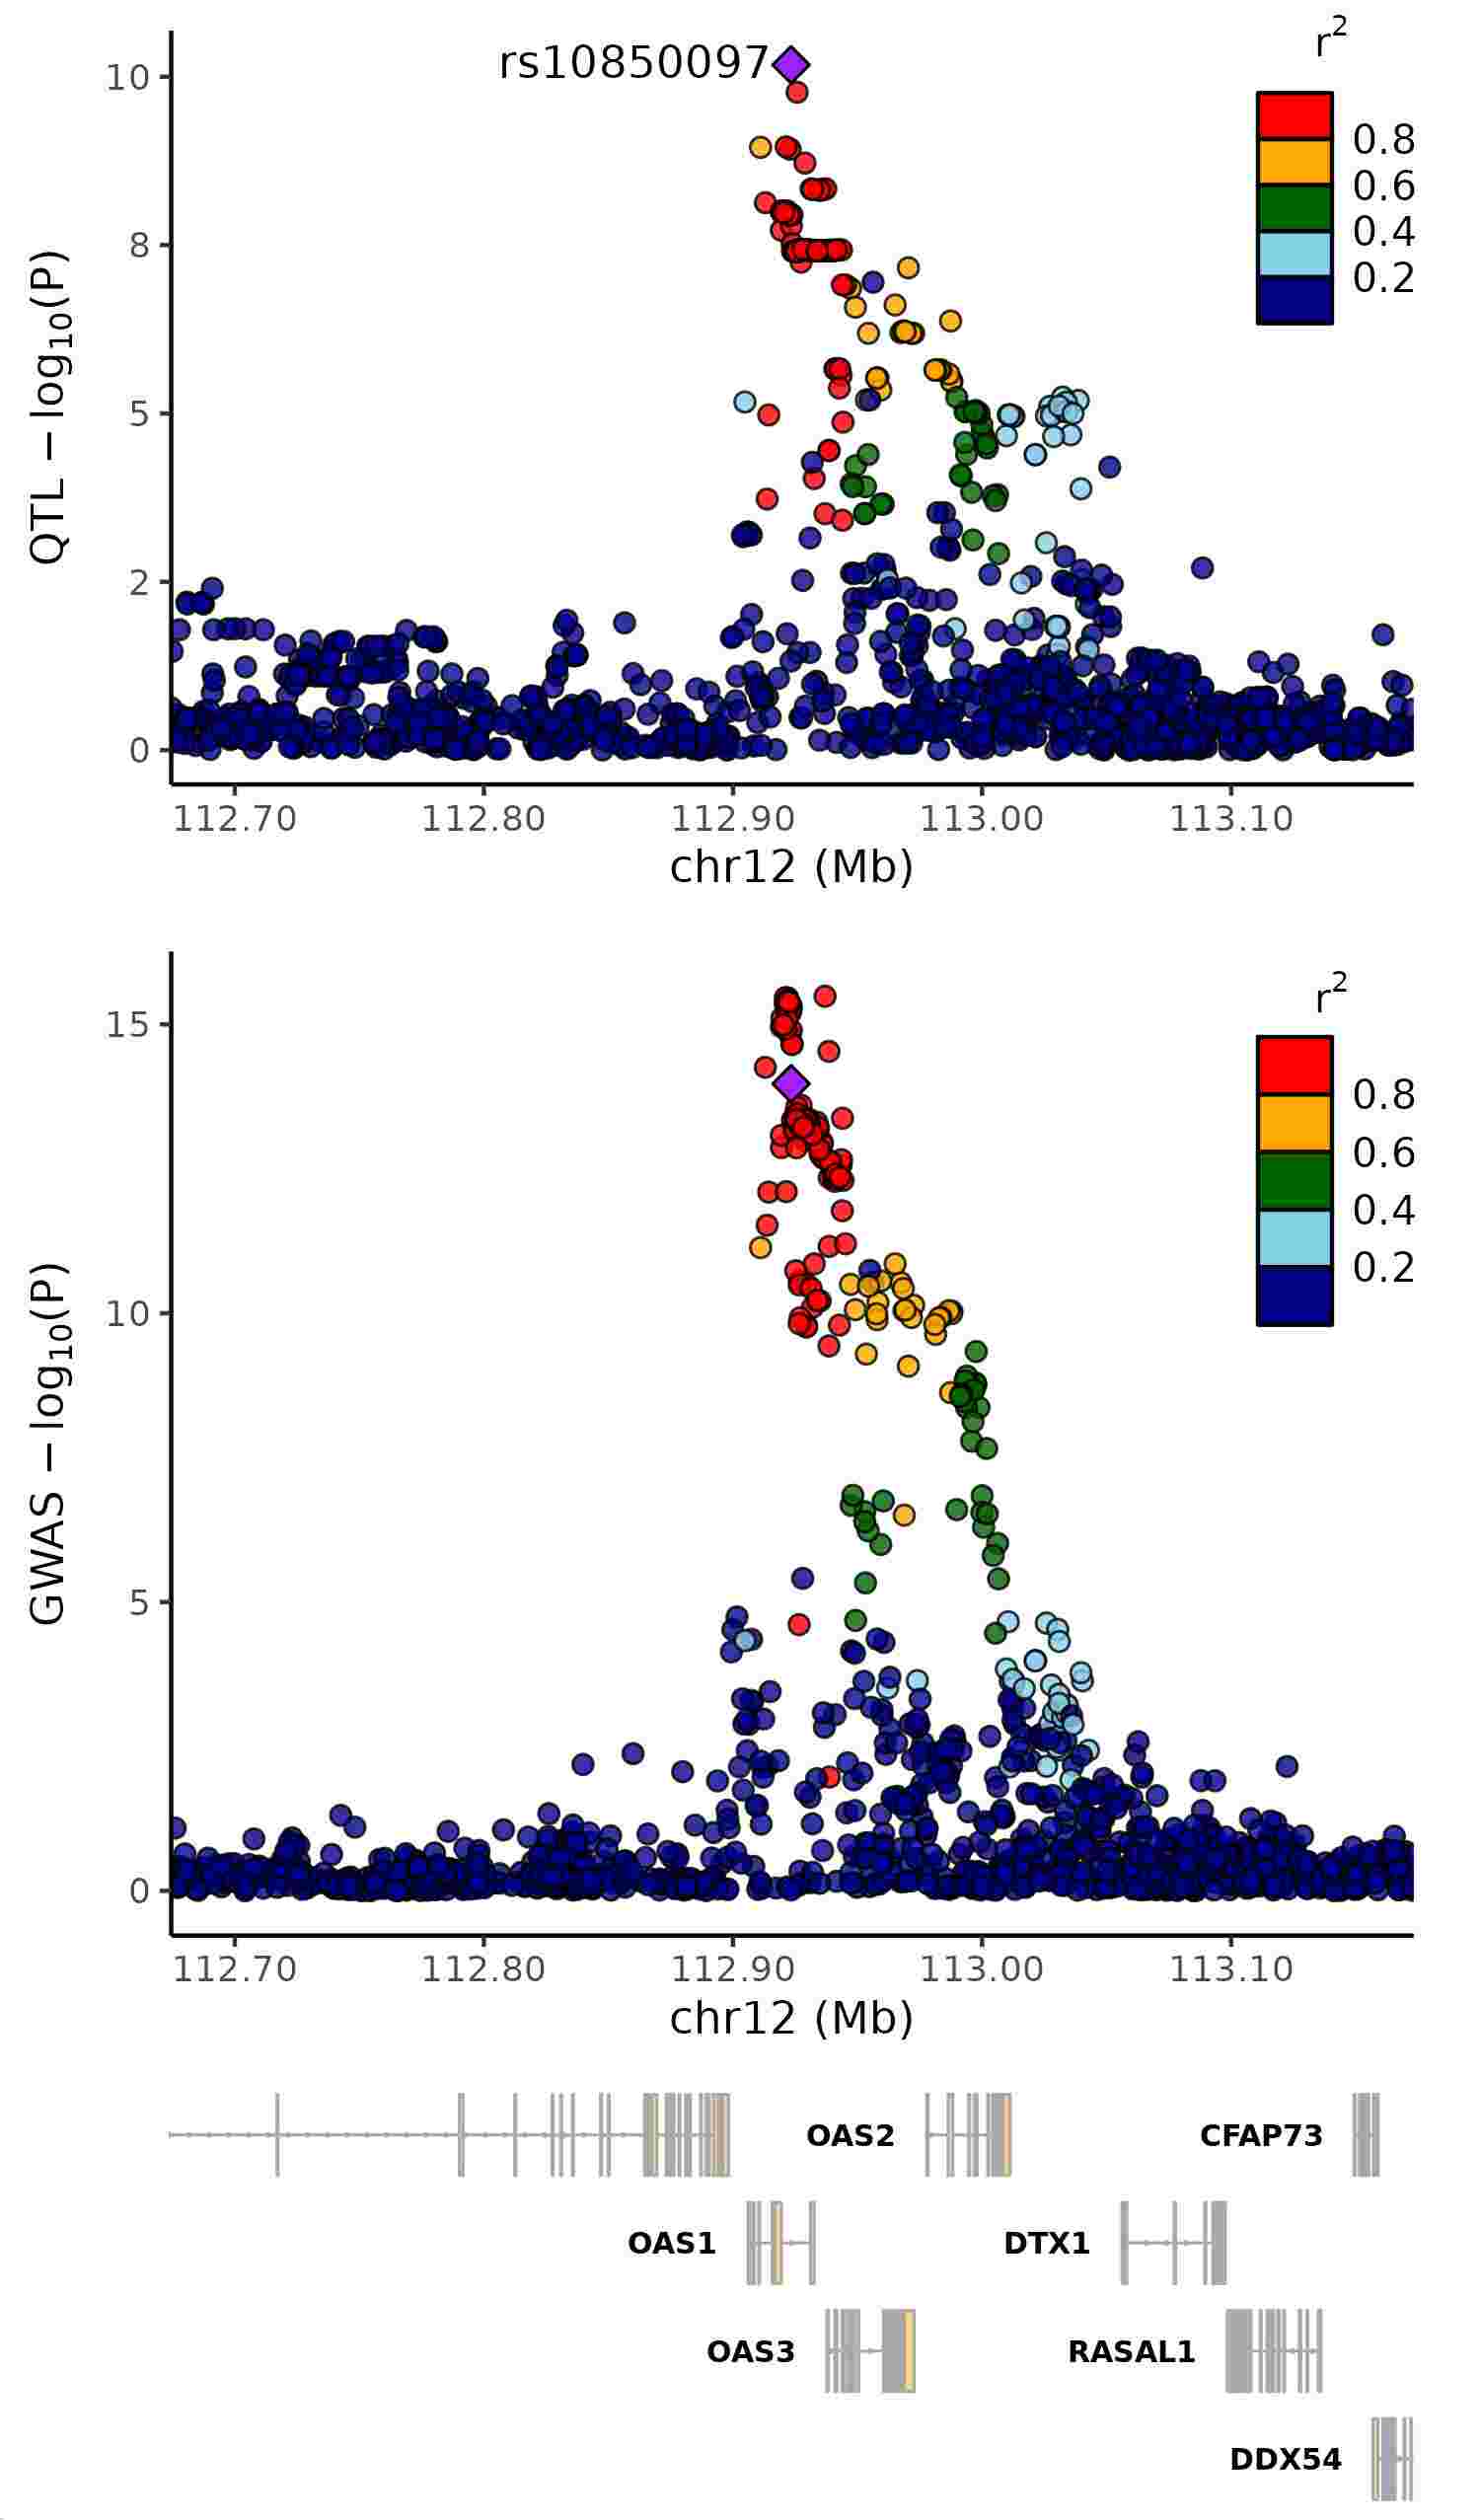 r2
rs10850097
10
8
5
2
0
QTL − log10(P)
0.8
0.6
0.4
0.2
112.70 112.80 112.90 113.00 113.10
chr12 (Mb)
r2
15
10
5
0
GWAS − log10(P)
0.8
0.6
0.4
0.2
112.70 112.80 112.90 113.00 113.10
chr12 (Mb)
OAS2 CFAP73
OAS1 DTX1
OAS3 RASAL1
DDX54